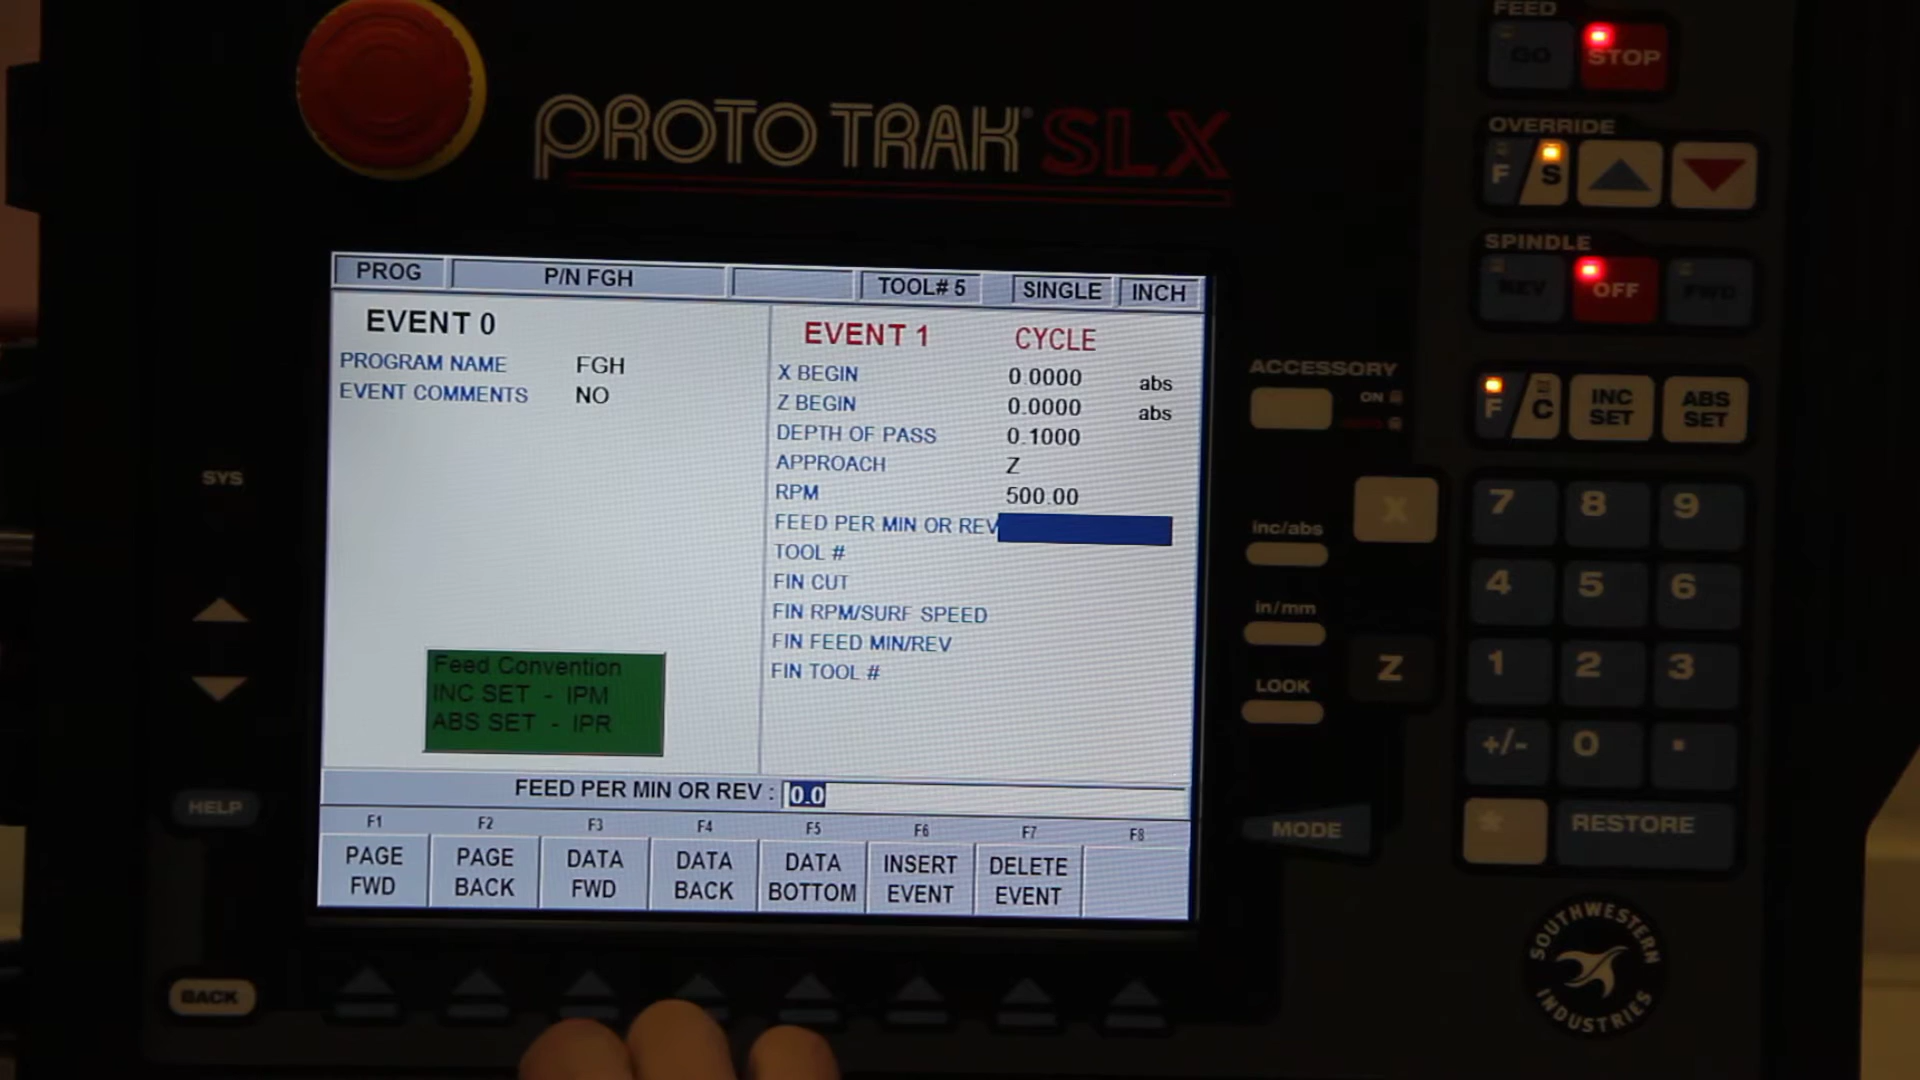 PROTO TRAK® SLX
FEED
GO STOP
OVERRIDE
F S
SPINDLE
REV OFF FWD
F C INC SET ABS SET
ACCESSORY
ON
inc/abs
in/mm
LOOK
X
Z
7 8 9
4 5 6
1 2 3
+/- 0 .
* RESTORE
MODE
SYS
HELP
BACK
PROG P/N FGH TOOL# 5 SINGLE INCH
EVENT 0
PROGRAM NAME FGH
EVENT COMMENTS NO
Feed Convention
INC SET - IPM
ABS SET - IPR
EVENT 1 CYCLE
X BEGIN 0.0000 abs
Z BEGIN 0.0000 abs
DEPTH OF PASS 0.1000
APPROACH Z
RPM 500.00
FEED PER MIN OR REV
TOOL #
FIN CUT
FIN RPM/SURF SPEED
FIN FEED MIN/REV
FIN TOOL #
FEED PER MIN OR REV : 0.0
F1 F2 F3 F4 F5 F6 F7 F8
PAGE FWD PAGE BACK DATA FWD DATA BACK DATA BOTTOM INSERT EVENT DELETE EVENT
SOUTHWESTERN
INDUSTRIES